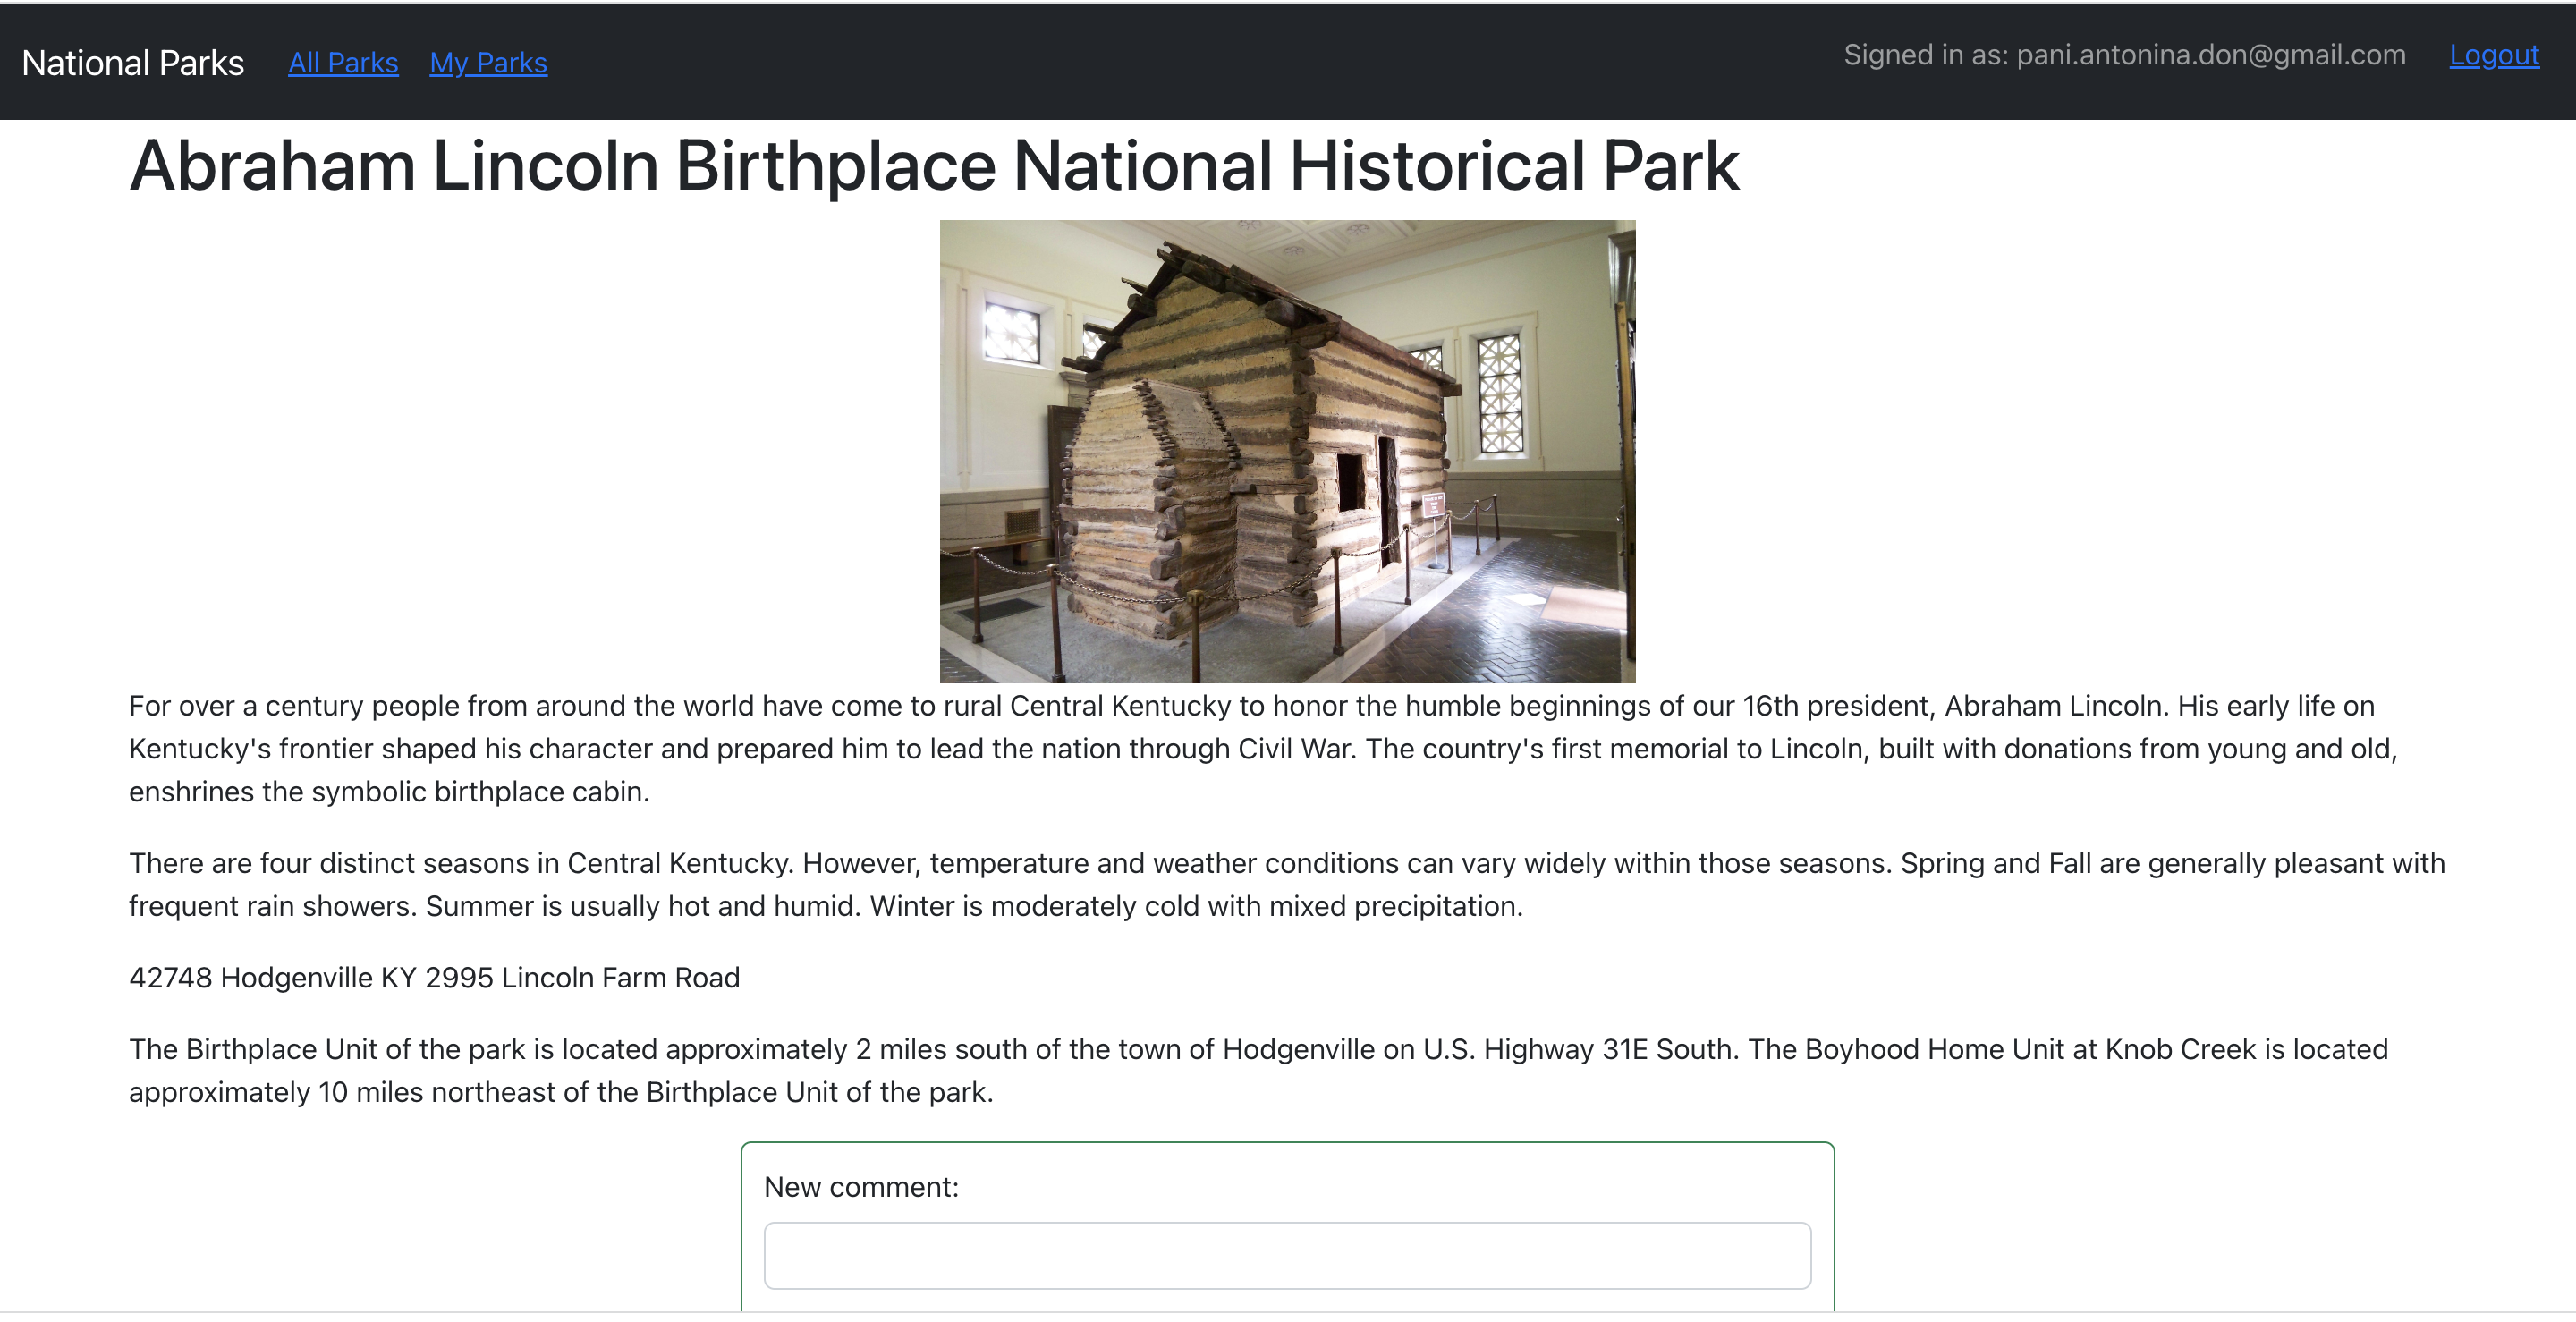 National Parks All Parks My Parks Signed in as: pani.antonina.don@gmail.com Logout
Abraham Lincoln Birthplace National Historical Park
For over a century people from around the world have come to rural Central Kentucky to honor the humble beginnings of our 16th president, Abraham Lincoln. His early life on
Kentucky's frontier shaped his character and prepared him to lead the nation through Civil War. The country's first memorial to Lincoln, built with donations from young and old,
enshrines the symbolic birthplace cabin.
There are four distinct seasons in Central Kentucky. However, temperature and weather conditions can vary widely within those seasons. Spring and Fall are generally pleasant with
frequent rain showers. Summer is usually hot and humid. Winter is moderately cold with mixed precipitation.
42748 Hodgenville KY 2995 Lincoln Farm Road
The Birthplace Unit of the park is located approximately 2 miles south of the town of Hodgenville on U.S. Highway 31E South. The Boyhood Home Unit at Knob Creek is located
approximately 10 miles northeast of the Birthplace Unit of the park.
New comment: